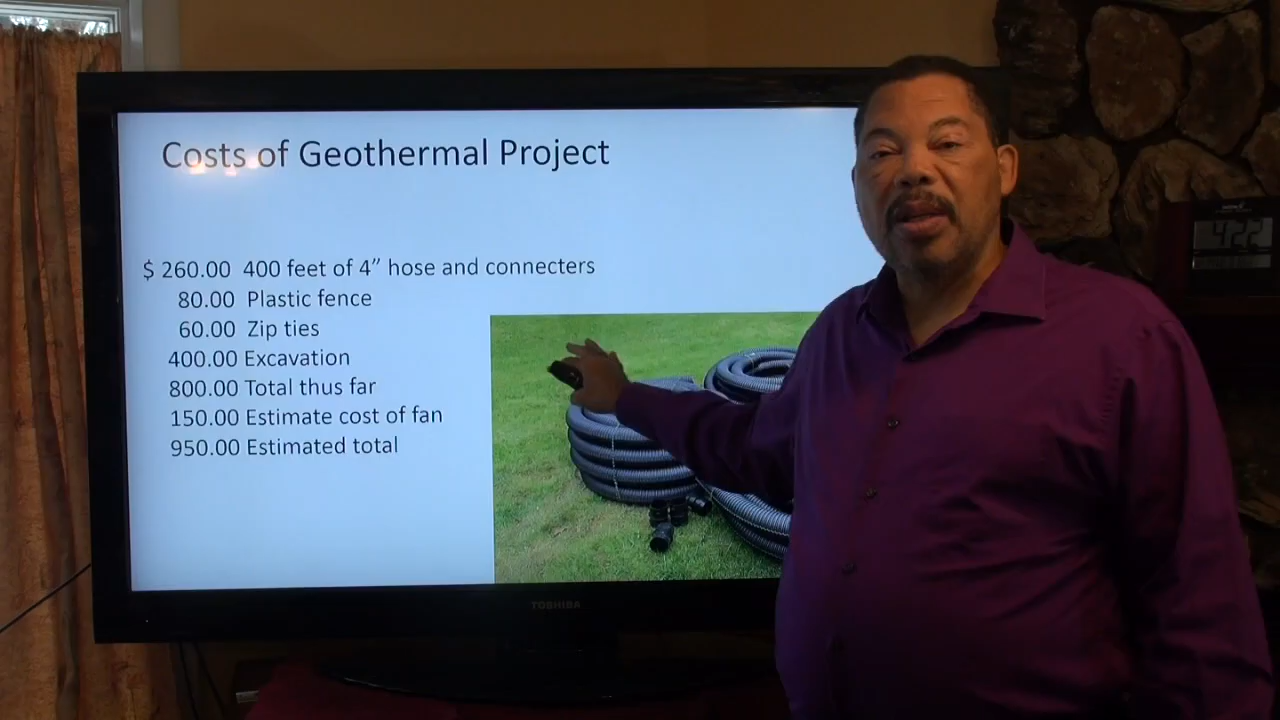 Costs of Geothermal Project
$ 260.00 400 feet of 4” hose and connecters
80.00 Plastic fence
60.00 Zip ties
400.00 Excavation
800.00 Total thus far
150.00 Estimate cost of fan
950.00 Estimated total
TOSHIBA
4:22